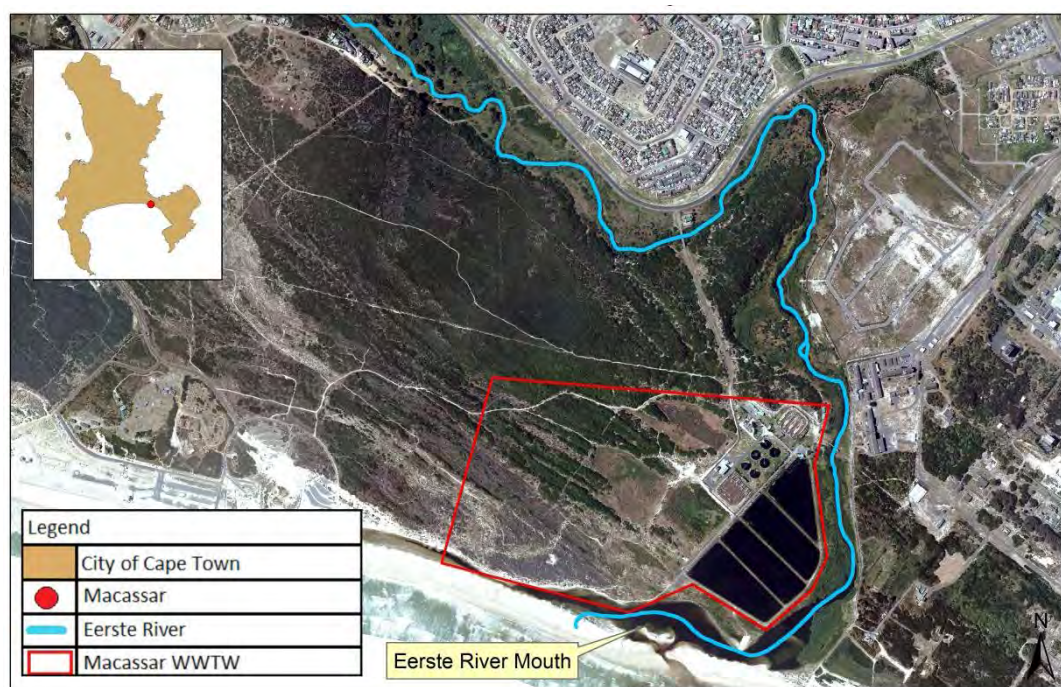 Legend
City of Cape Town
Macassar
Eerste River
Macassar WWTW
Eerste River Mouth
N